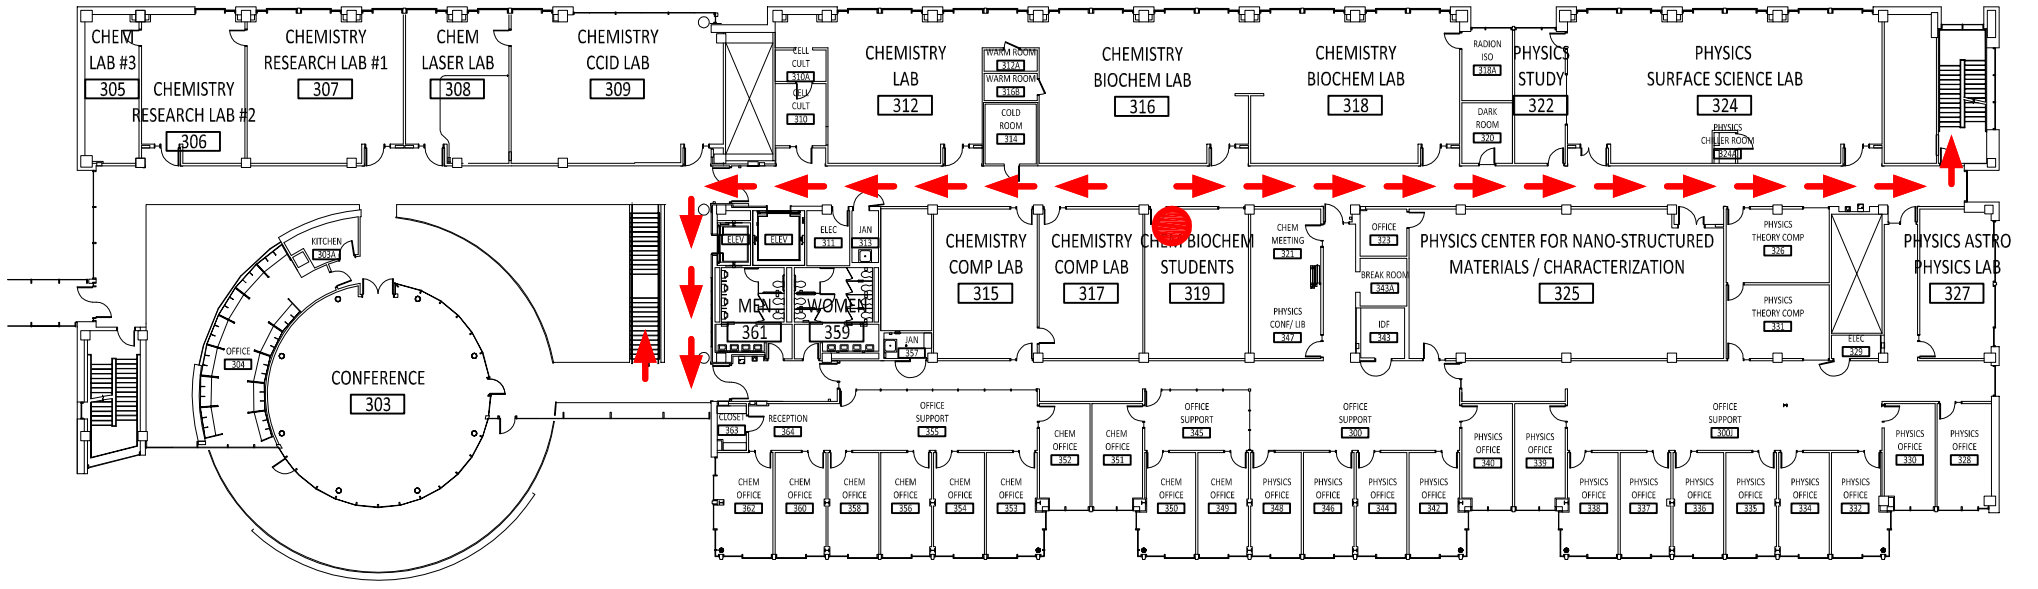 CHEM
LAB #3
305
CHEMISTRY
RESEARCH LAB #2
306
CHEMISTRY
RESEARCH LAB #1
307
CHEM
LASER LAB
308
CHEMISTRY
CCID LAB
309
CELL
CULT
310A
CELL
CULT
310
CHEMISTRY
LAB
312
WARM ROOM
312A
WARM ROOM
316B
COLD
ROOM
314
CHEMISTRY
BIOCHEM LAB
316
CHEMISTRY
BIOCHEM LAB
318
RADION
ISO
318A
DARK
ROOM
320
PHYSICS
STUDY
322
PHYSICS
SURFACE SCIENCE LAB
324
PHYSICS
CHILLER ROOM
324A
KITCHEN
303A
OFFICE
304
CONFERENCE
303
ELEV
ELEV
ELEC
311
JAN
313
MEN
361
WOMEN
359
JAN
357
CHEMISTRY
COMP LAB
315
CHEMISTRY
COMP LAB
317
CHEM BIOCHEM
STUDENTS
319
CHEM
MEETING
321
PHYSICS
CONF/ LIB
347
OFFICE
323
BREAK ROOM
343A
IDF
343
PHYSICS CENTER FOR NANO-STRUCTURED
MATERIALS / CHARACTERIZATION
325
PHYSICS
THEORY COMP
326
PHYSICS
THEORY COMP
331
ELEC
329
PHYSICS ASTRO
PHYSICS LAB
327
CLOSET
363
RECEPTION
364
OFFICE
SUPPORT
355
CHEM
OFFICE
352
CHEM
OFFICE
351
OFFICE
SUPPORT
345
OFFICE
SUPPORT
300
PHYSICS
OFFICE
340
PHYSICS
OFFICE
339
OFFICE
SUPPORT
300J
PHYSICS
OFFICE
330
PHYSICS
OFFICE
328
CHEM
OFFICE
362
CHEM
OFFICE
360
CHEM
OFFICE
358
CHEM
OFFICE
356
CHEM
OFFICE
354
CHEM
OFFICE
353
CHEM
OFFICE
350
CHEM
OFFICE
349
PHYSICS
OFFICE
348
PHYSICS
OFFICE
346
PHYSICS
OFFICE
344
PHYSICS
OFFICE
342
PHYSICS
OFFICE
338
PHYSICS
OFFICE
337
PHYSICS
OFFICE
336
PHYSICS
OFFICE
335
PHYSICS
OFFICE
334
PHYSICS
OFFICE
332